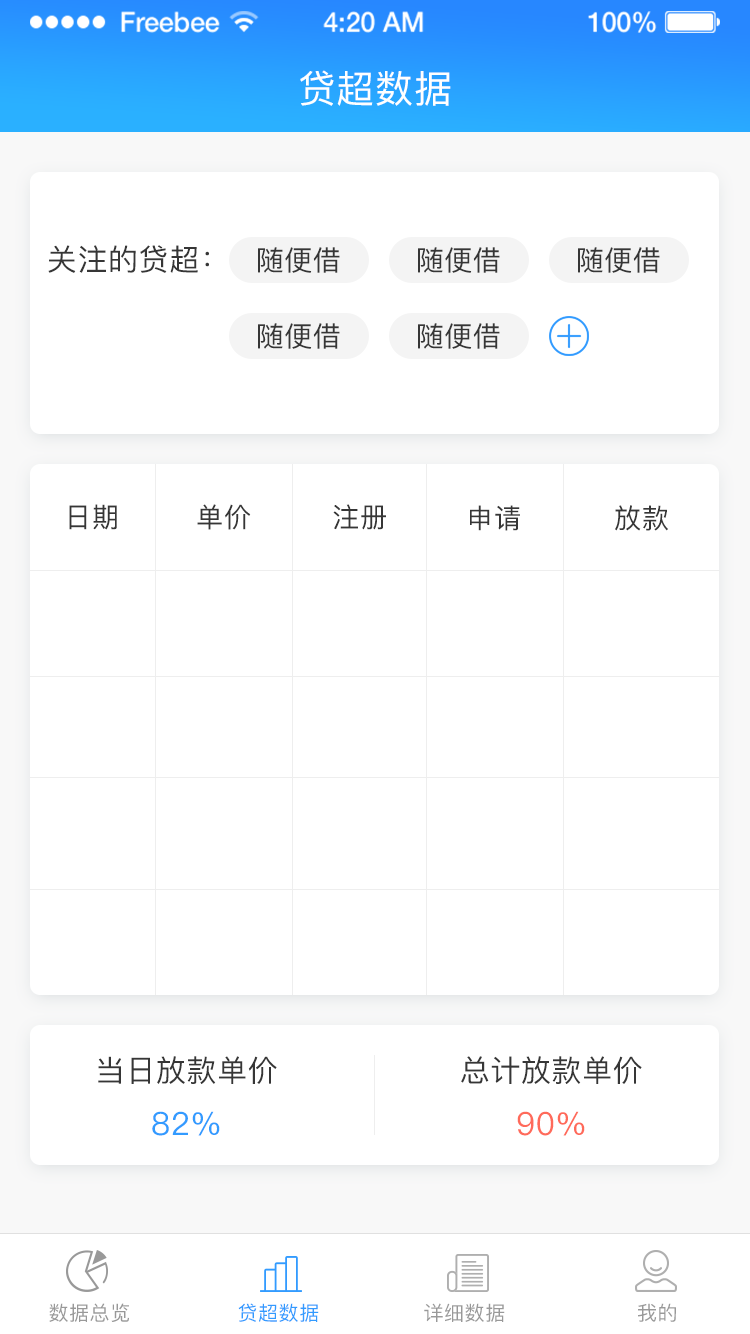 Freebee 4:20 AM 100%
贷超数据
关注的贷超： 随便借 随便借 随便借
随便借 随便借
日期 单价 注册 申请 放款
当日放款单价 总计放款单价
82% 90%
数据总览 贷超数据 详细数据 我的